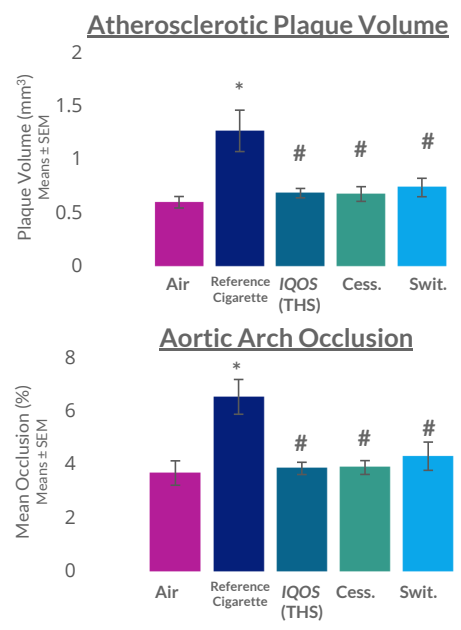 Atherosclerotic Plaque Volume
2
1.5
1
0.5
0
Plaque Volume (mm³)
Means ± SEM
*
#
#
#
Air
Reference
Cigarette
IQOS
(THS)
Cess.
Swit.
Aortic Arch Occlusion
8
6
4
2
0
Mean Occlusion (%)
Means ± SEM
*
#
#
#
Air
Reference
Cigarette
IQOS
(THS)
Cess.
Swit.